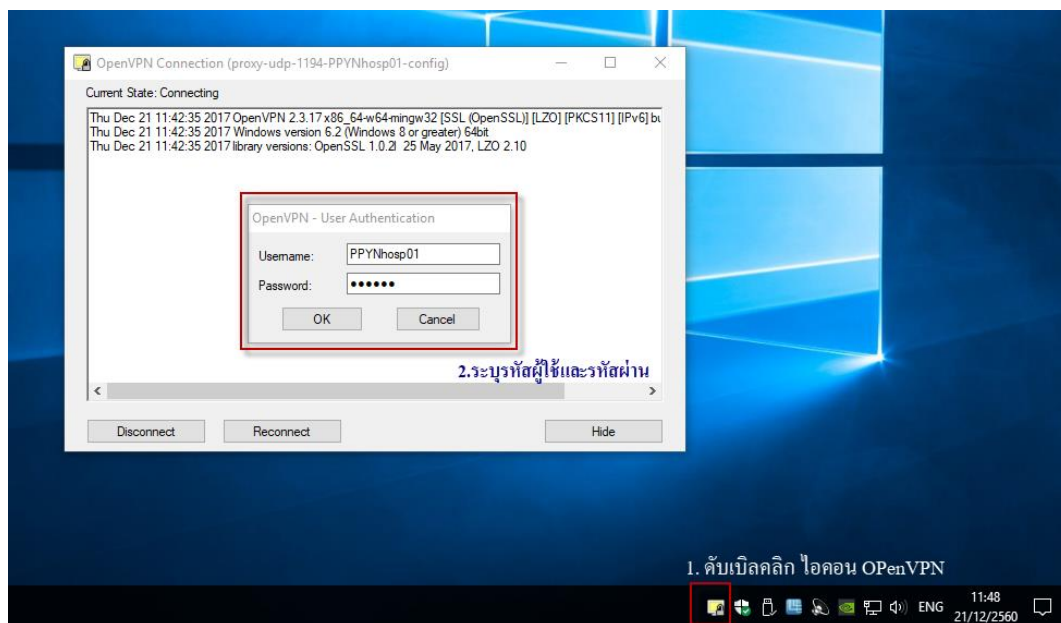 OpenVPN Connection (proxy-udp-1194-PPYNhosp01-config)
Current State: Connecting
Thu Dec 21 11:42:35 2017 OpenVPN 2.3.17 x86_64-w64-mingw32 [SSL (OpenSSL)] [LZO] [PKCS11] [IPv6] bu
Thu Dec 21 11:42:35 2017 Windows version 6.2 (Windows 8 or greater) 64bit
Thu Dec 21 11:42:35 2017 library versions: OpenSSL 1.0.2l  25 May 2017, LZO 2.10
OpenVPN - User Authentication
Username: PPYNhosp01
Password: ••••••
OK Cancel
2.ระบุรหัสผู้ใช้และรหัสผ่าน
Disconnect Reconnect Hide
1. ดับเบิลคลิก ไอคอน OPenVPN
ENG 11:48
21/12/2560